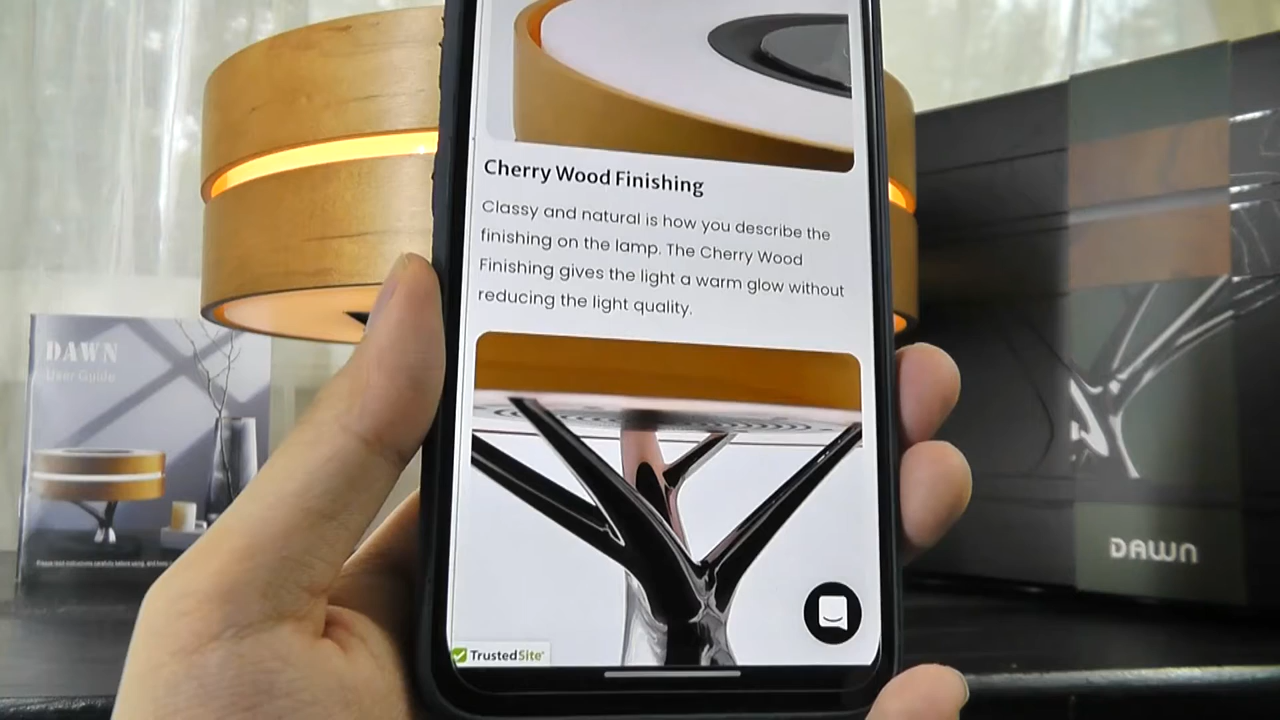 Cherry Wood Finishing
Classy and natural is how you describe the
finishing on the lamp. The Cherry Wood
Finishing gives the light a warm glow without
reducing the light quality.
TrustedSite
DAWN
User Guide
DAWN